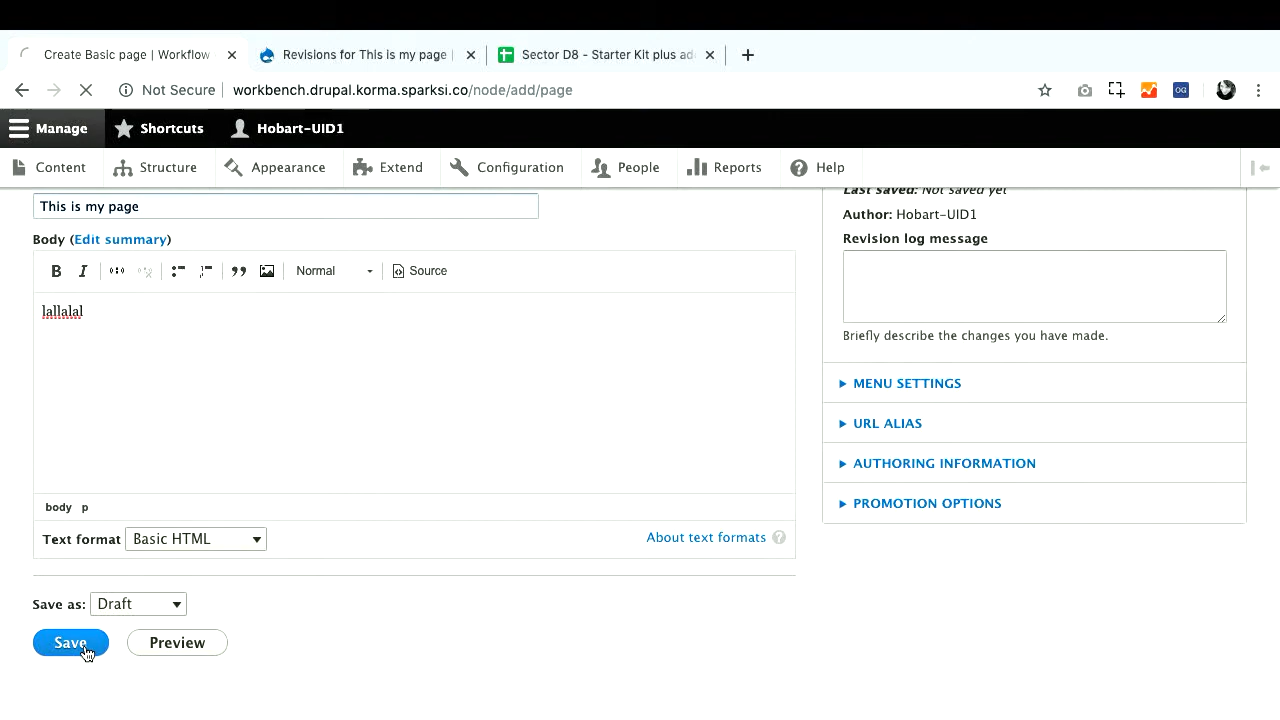 Create Basic page | Workflow
Revisions for This is my page |
Sector D8 - Starter Kit plus ad
Not Secure
workbench.drupal.korma.sparksi.co/node/add/page
OG
Manage
Shortcuts
Hobart-UID1
Content
Structure
Appearance
Extend
Configuration
People
Reports
Help
This is my page
Last saved: Not saved yet
Author: Hobart-UID1
Revision log message
Body (Edit summary)
B I
Normal
Source
lallalal
Briefly describe the changes you have made.
MENU SETTINGS
URL ALIAS
AUTHORING INFORMATION
PROMOTION OPTIONS
body p
Text format Basic HTML
About text formats ?
Save as: Draft
Save
Preview